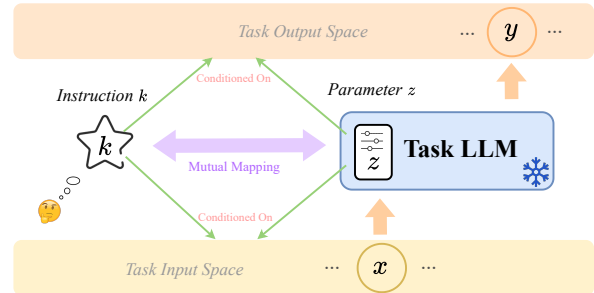 Task Output Space ... y ...
Conditioned On
Instruction k
Parameter z
k
z Task LLM
Mutual Mapping
Conditioned On
Task Input Space ... x ...